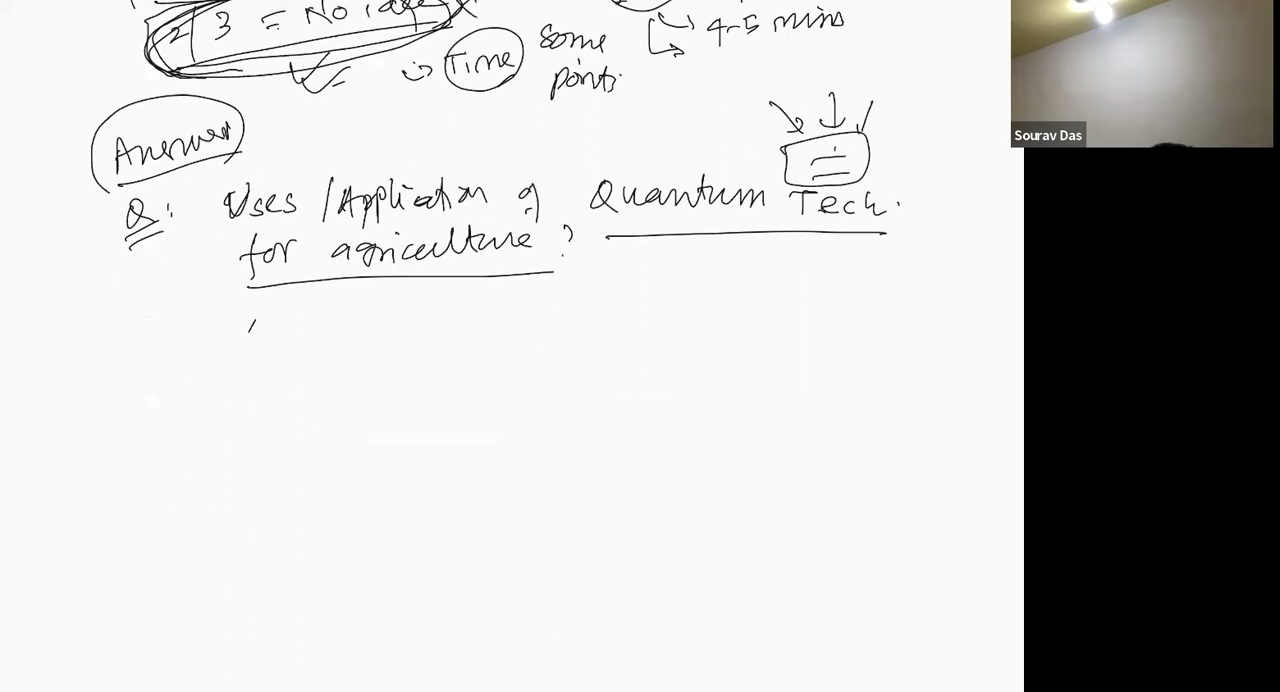 2 3 = No idea
Time some points
4-5 mins
Answer
Q: Uses / Application of Quantum Tech.
for agriculture?
Sourav Das